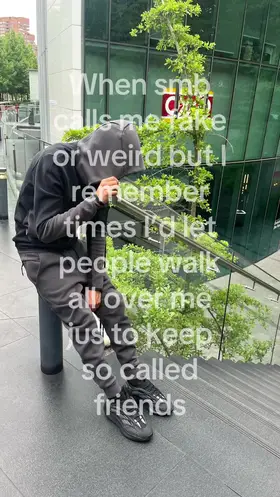 When smb
calls me fake
or weird but I
remember
times I'd let
people walk
all over me
just to keep
so called
friends